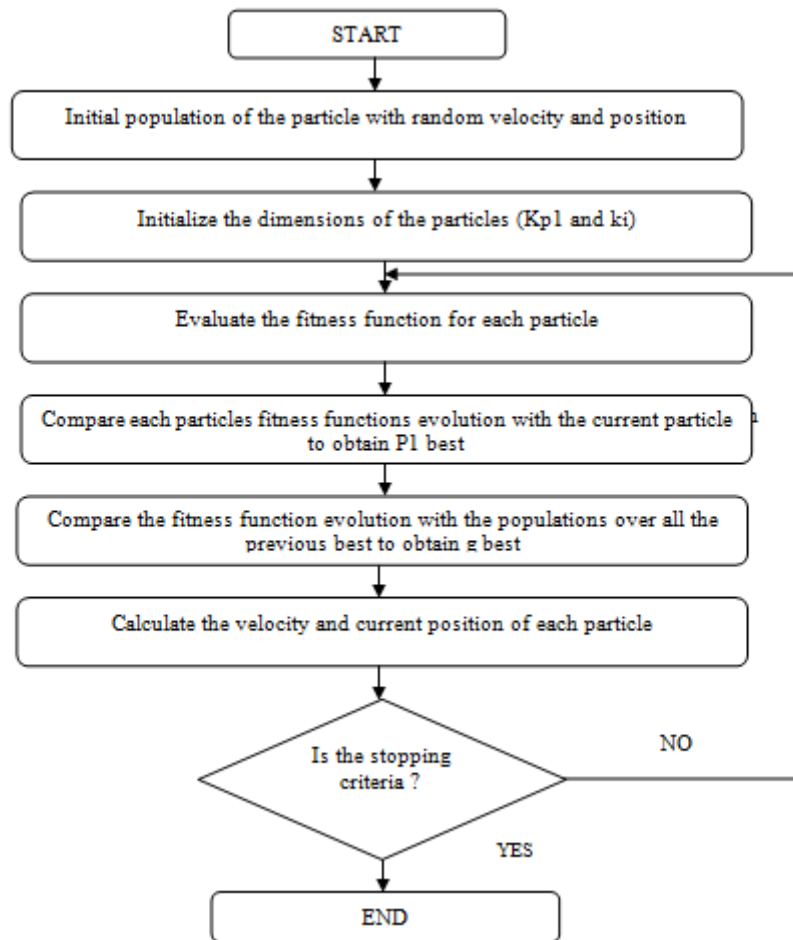 START
Initial population of the particle with random velocity and position
Initialize the dimensions of the particles (Kp1 and ki)
Evaluate the fitness function for each particle
Compare each particles fitness functions evolution with the current particle
to obtain P1 best
Compare the fitness function evolution with the populations over all the
previous best to obtain g best
Calculate the velocity and current position of each particle
Is the stopping
criteria ?
NO
YES
END